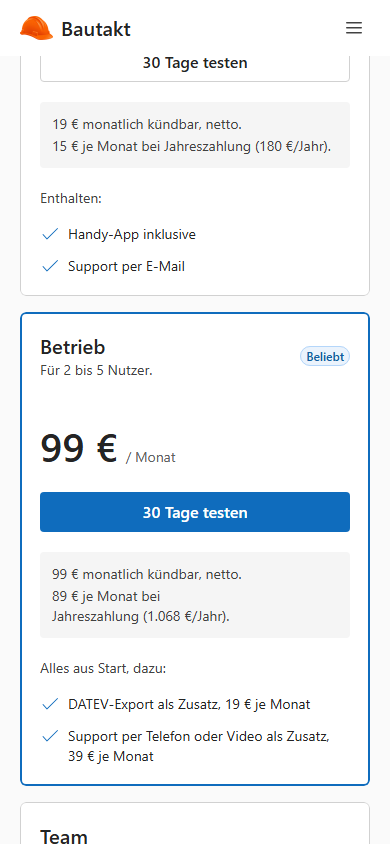 Bautakt
30 Tage testen
19 € monatlich kündbar, netto.
15 € je Monat bei Jahreszahlung (180 €/Jahr).
Enthalten:
Handy-App inklusive
Support per E-Mail
Betrieb
Beliebt
Für 2 bis 5 Nutzer.
99 € / Monat
30 Tage testen
99 € monatlich kündbar, netto.
89 € je Monat bei
Jahreszahlung (1.068 €/Jahr).
Alles aus Start, dazu:
DATEV-Export als Zusatz, 19 € je Monat
Support per Telefon oder Video als Zusatz,
39 € je Monat
Team